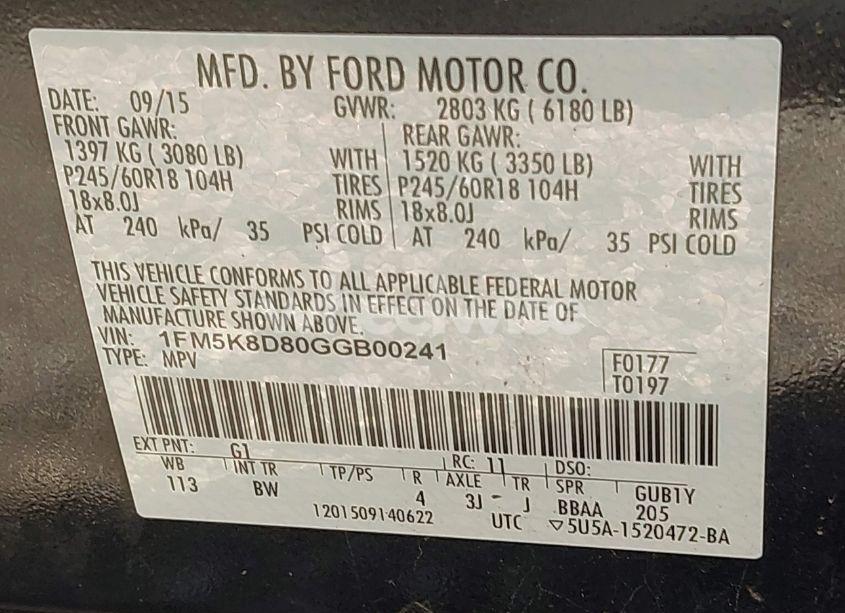 MFD. BY FORD MOTOR CO.
DATE: 09/15 GVWR: 2803 KG ( 6180 LB)
FRONT GAWR: REAR GAWR:
1397 KG ( 3080 LB) WITH 1520 KG ( 3350 LB) WITH
P245/60R18 104H TIRES P245/60R18 104H TIRES
18x8.0J RIMS 18x8.0J RIMS
AT 240 kPa/ 35 PSI COLD AT 240 kPa/ 35 PSI COLD
THIS VEHICLE CONFORMS TO ALL APPLICABLE FEDERAL MOTOR
VEHICLE SAFETY STANDARDS IN EFFECT ON THE DATE OF
MANUFACTURE SHOWN ABOVE.
VIN: 1FM5K8D80GGB00241
TYPE: MPV
F0177
T0197
EXT PNT: G1 RC: 11 DSO:
WB INT TR TP/PS R AXLE TR SPR GUB1Y
113 BW 4 3J - J BBAA 205
1201509140622 UTC ▽5U5A-1520472-BA